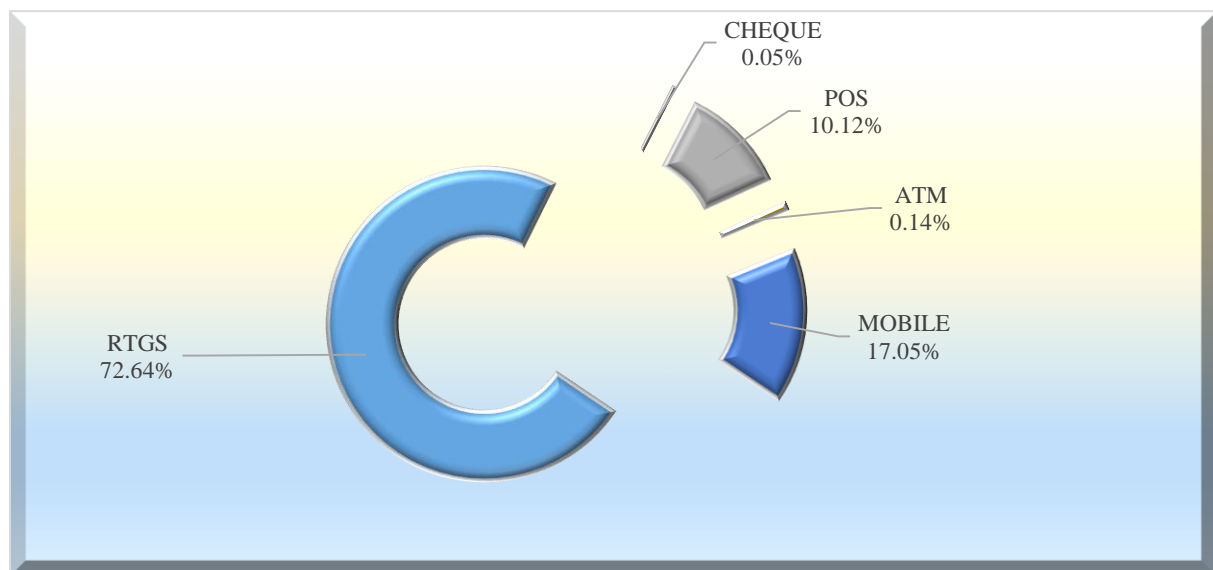 CHEQUE
0.05%
POS
10.12%
ATM
0.14%
MOBILE
17.05%
RTGS
72.64%